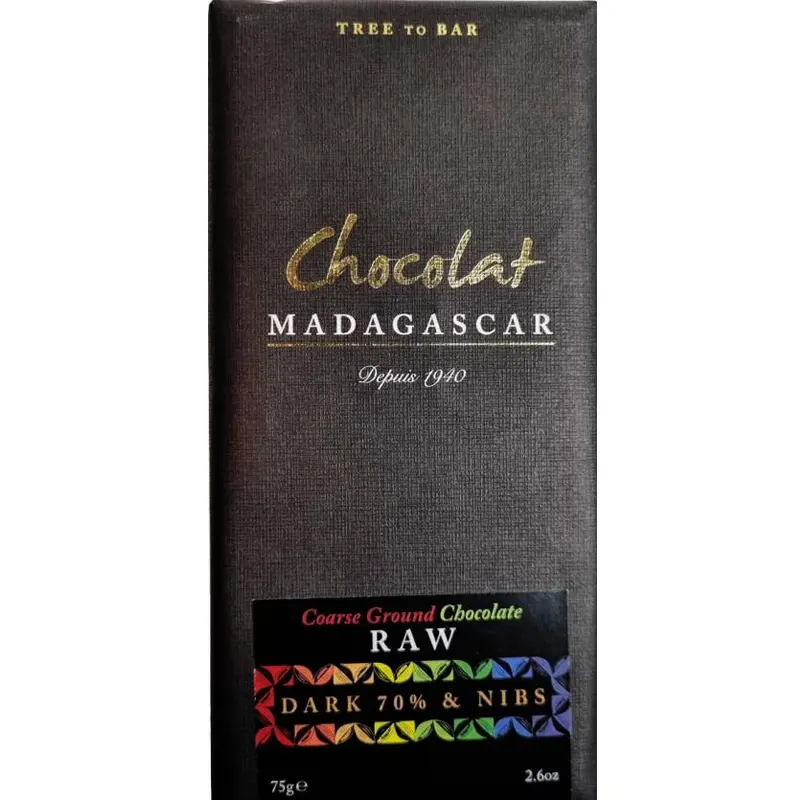 TREE TO BAR
Chocolat
MADAGASCAR
Depuis 1940
Coarse Ground Chocolate
RAW
DARK 70% & NIBS
75g℮ 2.6oz